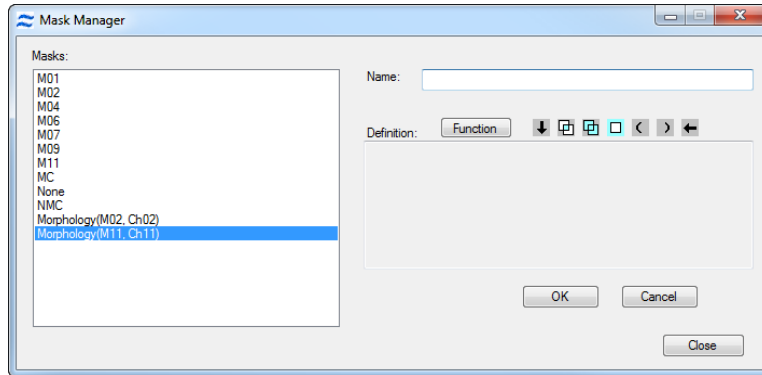 Mask Manager
Masks:
M01
M02
M04
M06
M07
M09
M11
MC
None
NMC
Morphology(M02, Ch02)
Morphology(M11, Ch11)
Name:
Definition:
Function
OK
Cancel
Close